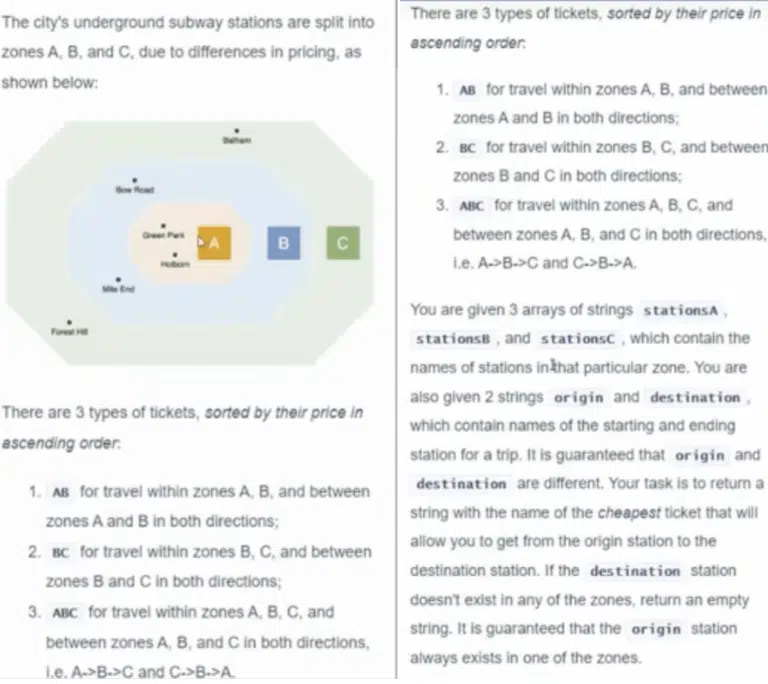 The city's underground subway stations are split into
zones A, B, and C, due to differences in pricing, as
shown below:
Balham
Bow Road
Green Park
A
B
C
Holborn
Mile End
Forest Hill
There are 3 types of tickets, sorted by their price in
ascending order:
1. AB for travel within zones A, B, and between
zones A and B in both directions;
2. BC for travel within zones B, C, and between
zones B and C in both directions;
3. ABC for travel within zones A, B, C, and
between zones A, B, and C in both directions,
i.e. A->B->C and C->B->A.
There are 3 types of tickets, sorted by their price in
ascending order:
1. AB for travel within zones A, B, and between
zones A and B in both directions;
2. BC for travel within zones B, C, and between
zones B and C in both directions;
3. ABC for travel within zones A, B, C, and
between zones A, B, and C in both directions,
i.e. A->B->C and C->B->A.
You are given 3 arrays of strings stationsA ,
stationsB , and stationsC , which contain the
names of stations in that particular zone. You are
also given 2 strings origin and destination ,
which contain names of the starting and ending
station for a trip. It is guaranteed that origin and
destination are different. Your task is to return a
string with the name of the cheapest ticket that will
allow you to get from the origin station to the
destination station. If the destination station
doesn't exist in any of the zones, return an empty
string. It is guaranteed that the origin station
always exists in one of the zones.